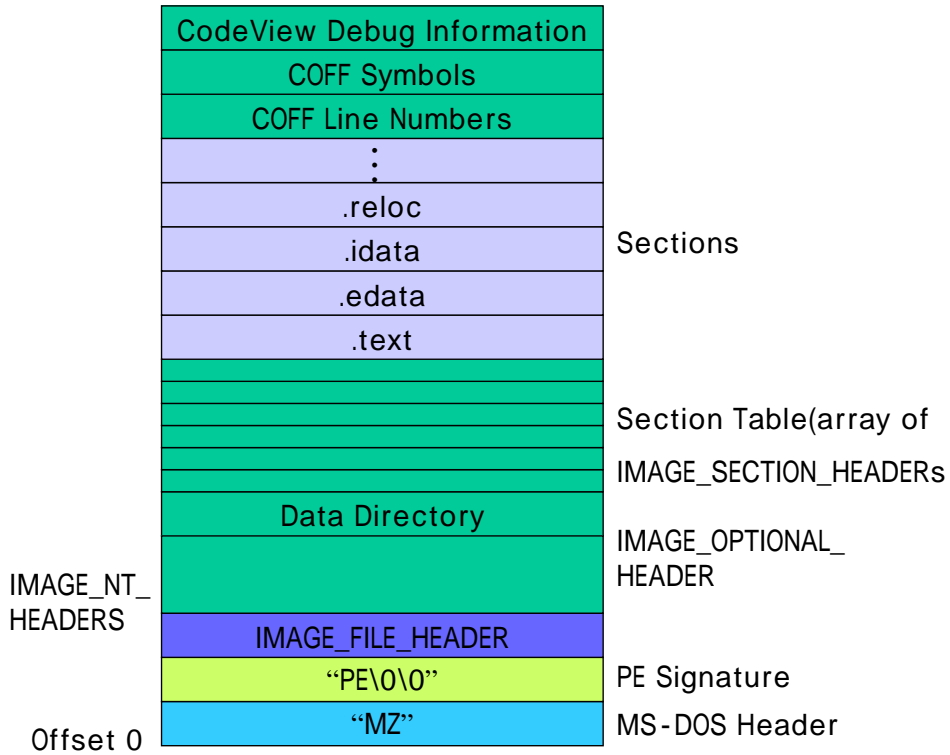 CodeView Debug Information
COFF Symbols
COFF Line Numbers
⋮
.reloc
.idata
Sections
.edata
.text
Section Table(array of
IMAGE_SECTION_HEADERs
Data Directory
IMAGE_OPTIONAL_
HEADER
IMAGE_NT_
HEADERS
IMAGE_FILE_HEADER
“PE\0\0”
PE Signature
“MZ”
MS-DOS Header
Offset 0